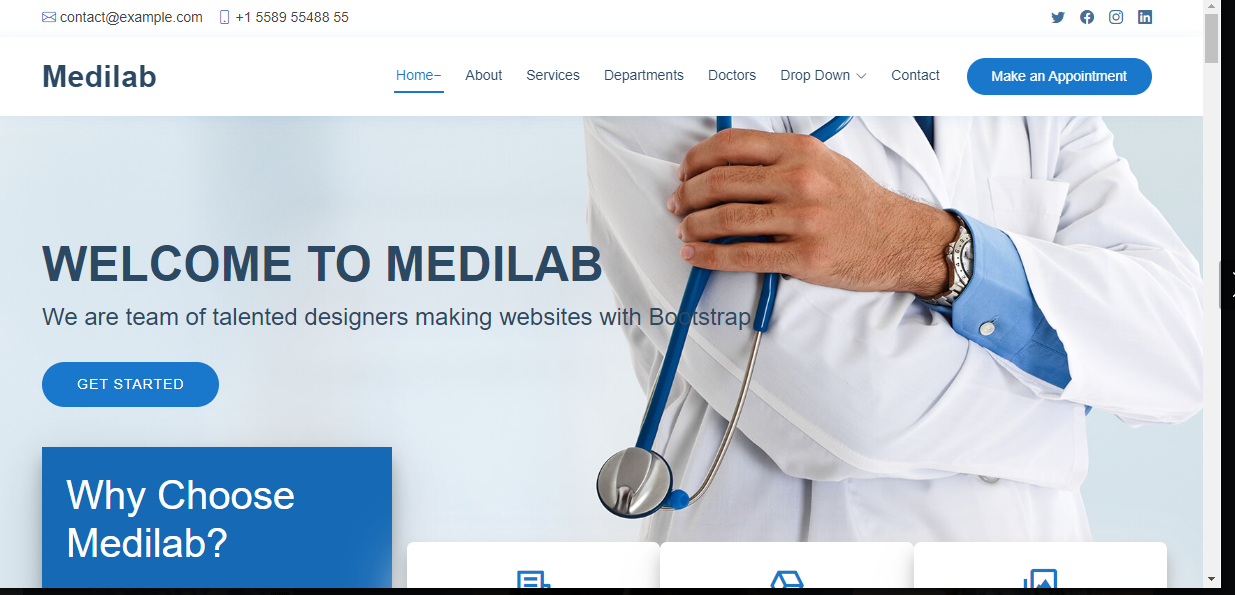 contact@example.com +1 5589 55488 55
Medilab
Home– About Services Departments Doctors Drop Down Contact Make an Appointment
WELCOME TO MEDILAB
We are team of talented designers making websites with Bootstrap
GET STARTED
Why Choose
Medilab?